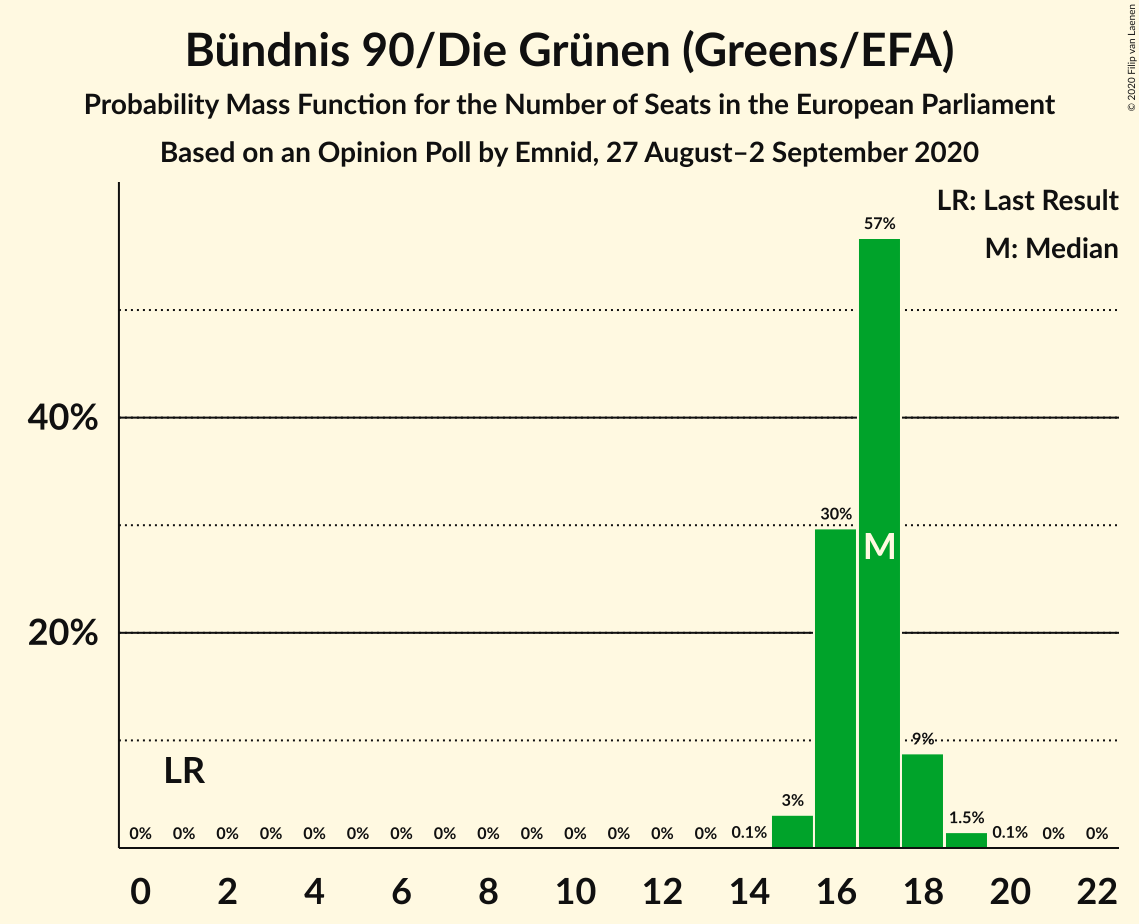 Bündnis 90/Die Grünen (Greens/EFA)
Probability Mass Function for the Number of Seats in the European Parliament
Based on an Opinion Poll by Emnid, 27 August–2 September 2020
© 2020 Filip van Laenen
LR: Last Result
M: Median
57%
40%
30%
M
20%
9%
LR
3%
1.5%
0% 0% 0% 0% 0% 0% 0% 0% 0% 0% 0% 0% 0% 0% 0.1% 0.1% 0% 0%
0 2 4 6 8 10 12 14 16 18 20 22